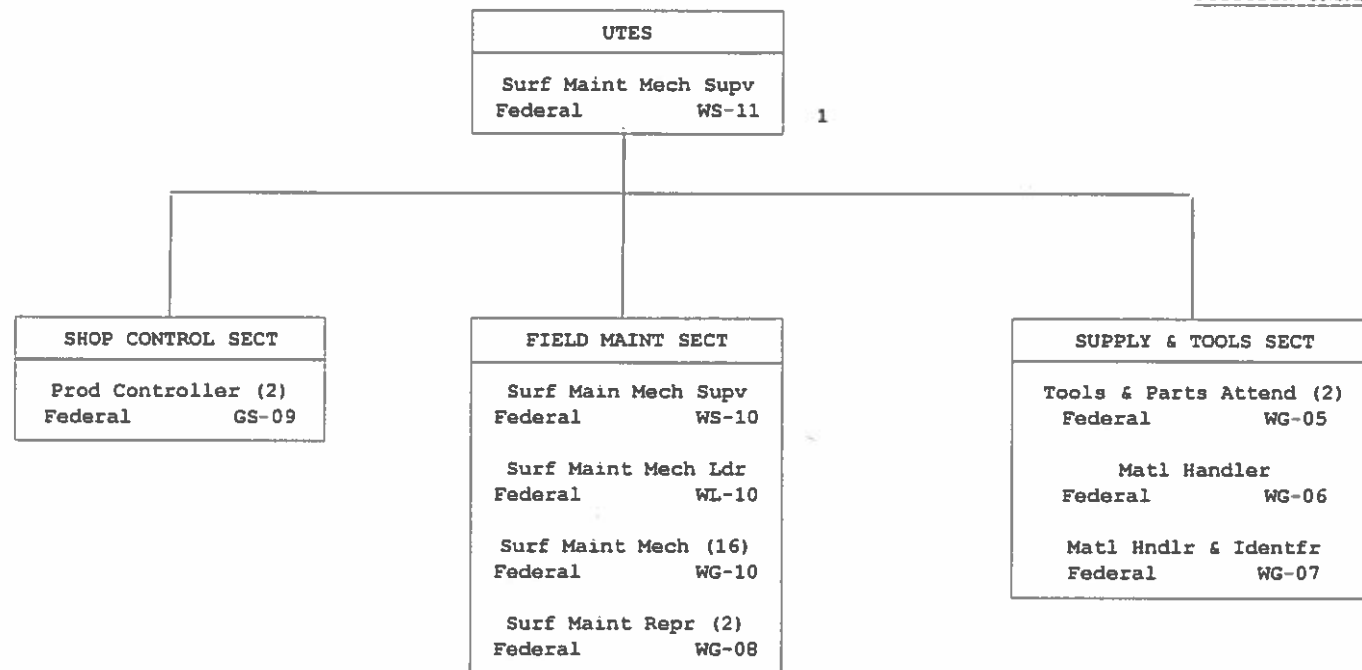 UTES
Surf Maint Mech Supv
Federal WS-11
1
SHOP CONTROL SECT
Prod Controller (2)
Federal GS-09
FIELD MAINT SECT
Surf Main Mech Supv
Federal WS-10
Surf Maint Mech Ldr
Federal WL-10
Surf Maint Mech (16)
Federal WG-10
Surf Maint Repr (2)
Federal WG-08
SUPPLY & TOOLS SECT
Tools & Parts Attend (2)
Federal WG-05
Matl Handler
Federal WG-06
Matl Hndlr & Identfr
Federal WG-07